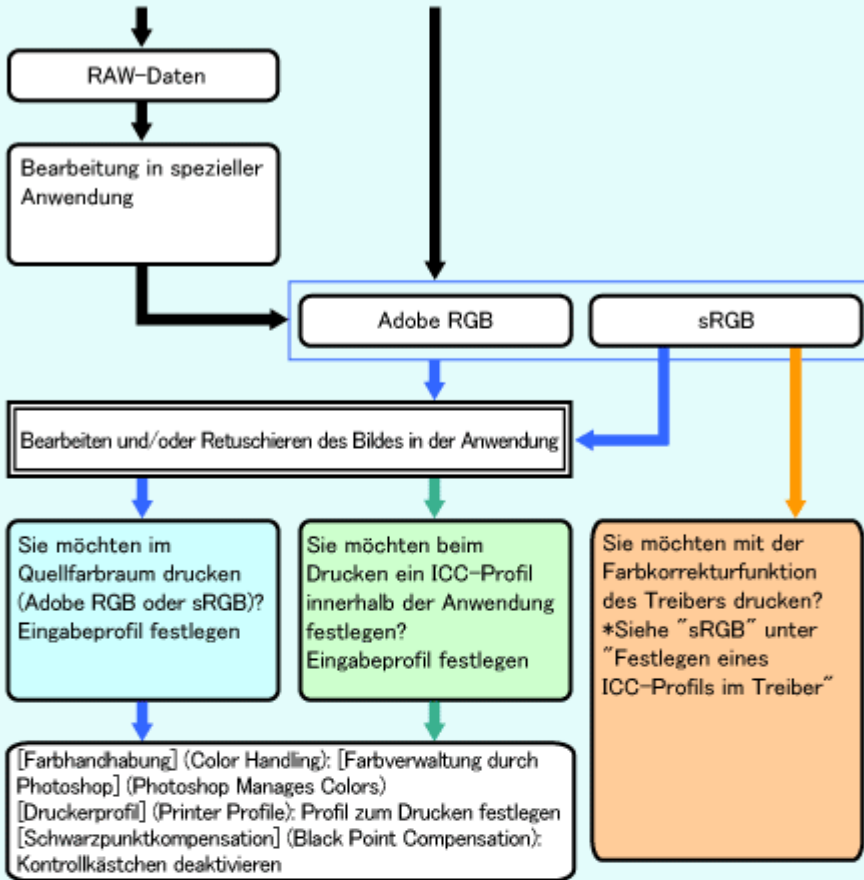 RAW-Daten
Bearbeitung in spezieller
Anwendung
Adobe RGB
sRGB
Bearbeiten und/oder Retuschieren des Bildes in der Anwendung
Sie möchten im
Quellfarbraum drucken
(Adobe RGB oder sRGB)?
Eingabeprofil festlegen
Sie möchten beim
Drucken ein ICC-Profil
innerhalb der Anwendung
festlegen?
Eingabeprofil festlegen
Sie möchten mit der
Farbkorrekturfunktion
des Treibers drucken?
*Siehe "sRGB" unter
"Festlegen eines
ICC-Profils im Treiber"
[Farbhandhabung] (Color Handling): [Farbverwaltung durch
Photoshop] (Photoshop Manages Colors)
[Druckerprofil] (Printer Profile): Profil zum Drucken festlegen
[Schwarzpunktkompensation] (Black Point Compensation):
Kontrollkästchen deaktivieren